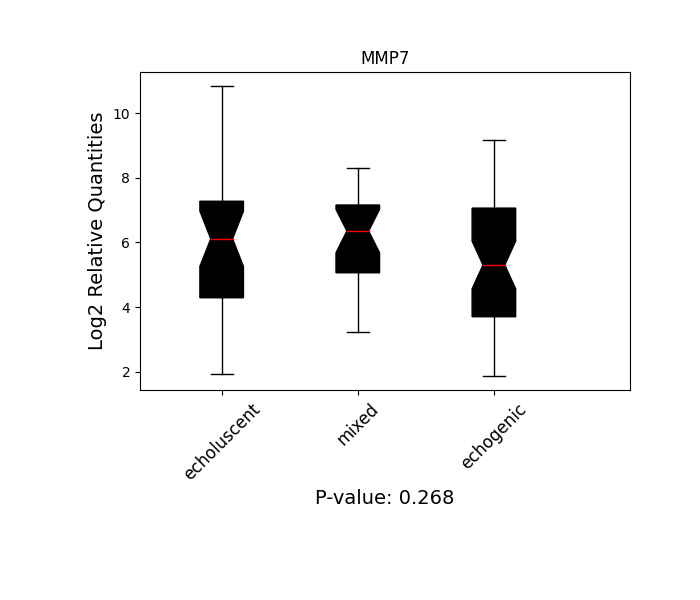 MMP7
Log2 Relative Quantities
10
8
6
4
2
echoluscent
mixed
echogenic
P-value: 0.268